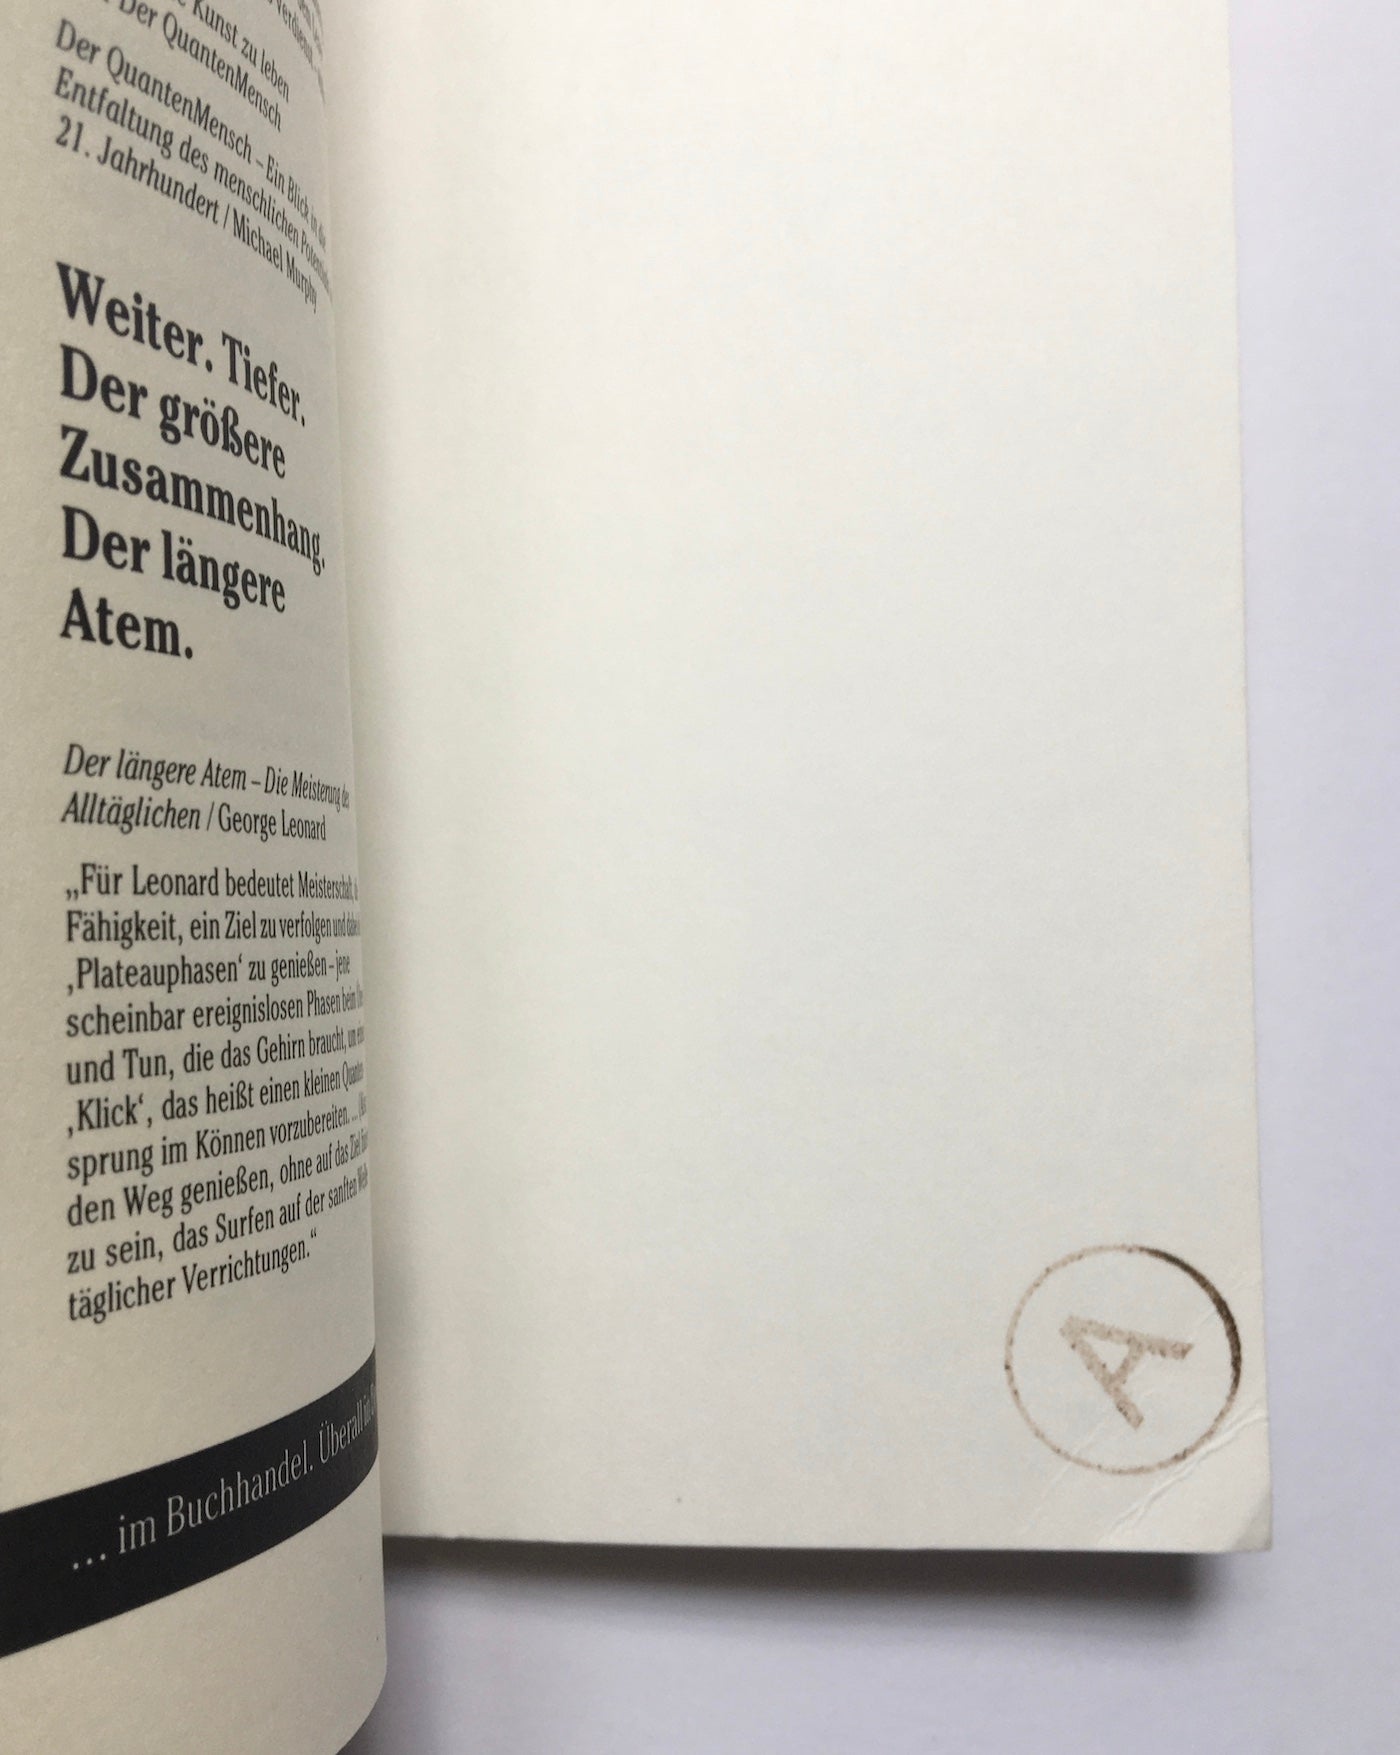 Kunst zu leben
Der QuantenMensch
Der QuantenMensch – Ein Blick in die
Entfaltung des menschlichen
21. Jahrhundert / Michael Murphy
Weiter. Tiefer.
Der größere
Zusammenhang.
Der längere
Atem.
Der längere Atem – Die Meisterung des
Alltäglichen / George Leonard
„Für Leonard bedeutet Meisterschaft,
Fähigkeit, ein Ziel zu verfolgen und
‚Plateauphasen‘ zu genießen – jene
scheinbar ereignislosen Phasen beim
und Tun, die das Gehirn braucht, um
‚Klick‘, das heißt einen kleinen Quanten
sprung im Können vorzubereiten. ...
den Weg genießen, ohne auf das Ziel
zu sein, das Surfen auf der sanften
täglicher Verrichtungen.“
... im Buchhandel. Überall in
A